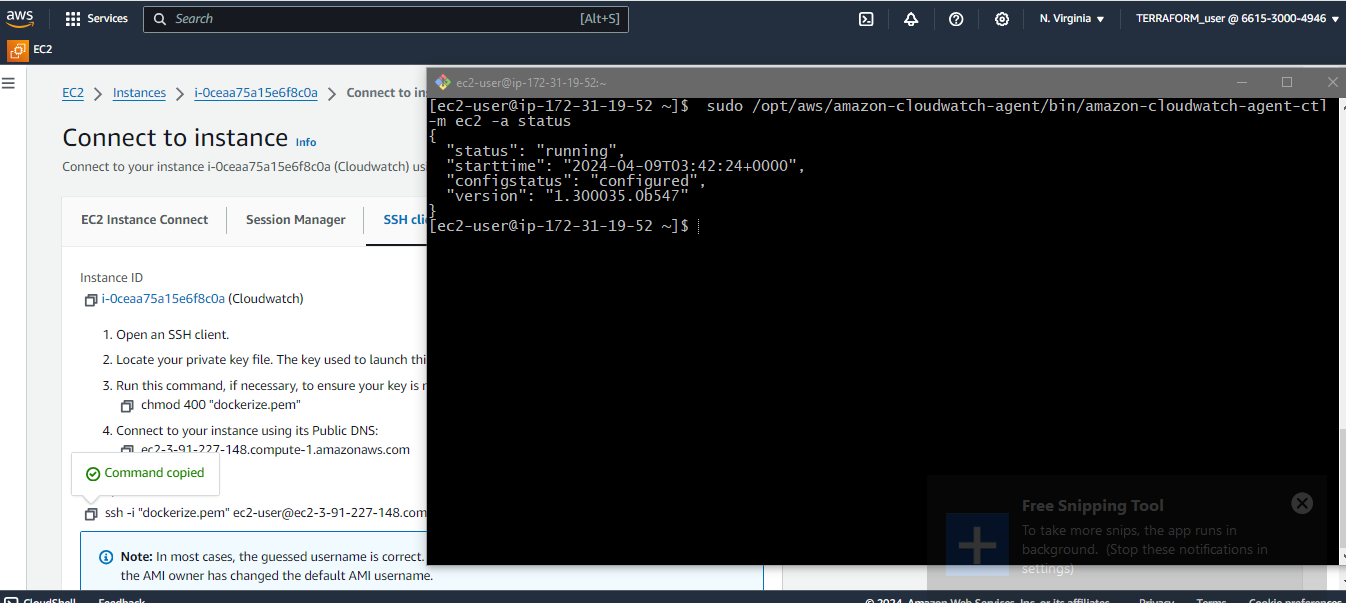 aws
Services
Search
[Alt+S]
N. Virginia
TERRAFORM_user @ 6615-3000-4946
EC2
EC2 > Instances > i-0ceaa75a15e6f8c0a > Connect to in
Connect to instance Info
Connect to your instance i-0ceaa75a15e6f8c0a (Cloudwatch) us
EC2 Instance Connect
Session Manager
SSH clie
Instance ID
i-0ceaa75a15e6f8c0a (Cloudwatch)
1. Open an SSH client.
2. Locate your private key file. The key used to launch thi
3. Run this command, if necessary, to ensure your key is n
chmod 400 "dockerize.pem"
4. Connect to your instance using its Public DNS:
ec2-3-91-227-148.compute-1.amazonaws.com
Command copied
ssh -i "dockerize.pem" ec2-user@ec2-3-91-227-148.com
Note: In most cases, the guessed username is correct.
the AMI owner has changed the default AMI username.
ec2-user@ip-172-31-19-52:~
[ec2-user@ip-172-31-19-52 ~]$ sudo /opt/aws/amazon-cloudwatch-agent/bin/amazon-cloudwatch-agent-ctl
-m ec2 -a status
{
"status": "running",
"starttime": "2024-04-09T03:42:24+0000",
"configstatus": "configured",
"version": "1.300035.0b547"
}
[ec2-user@ip-172-31-19-52 ~]$
Free Snipping Tool
To take more snips, the app runs in
background. (Stop these notifications in
settings)
CloudShell
Feedback
© 2024, Amazon Web Services, Inc. or its affiliates.
Privacy
Terms
Cookie preferences